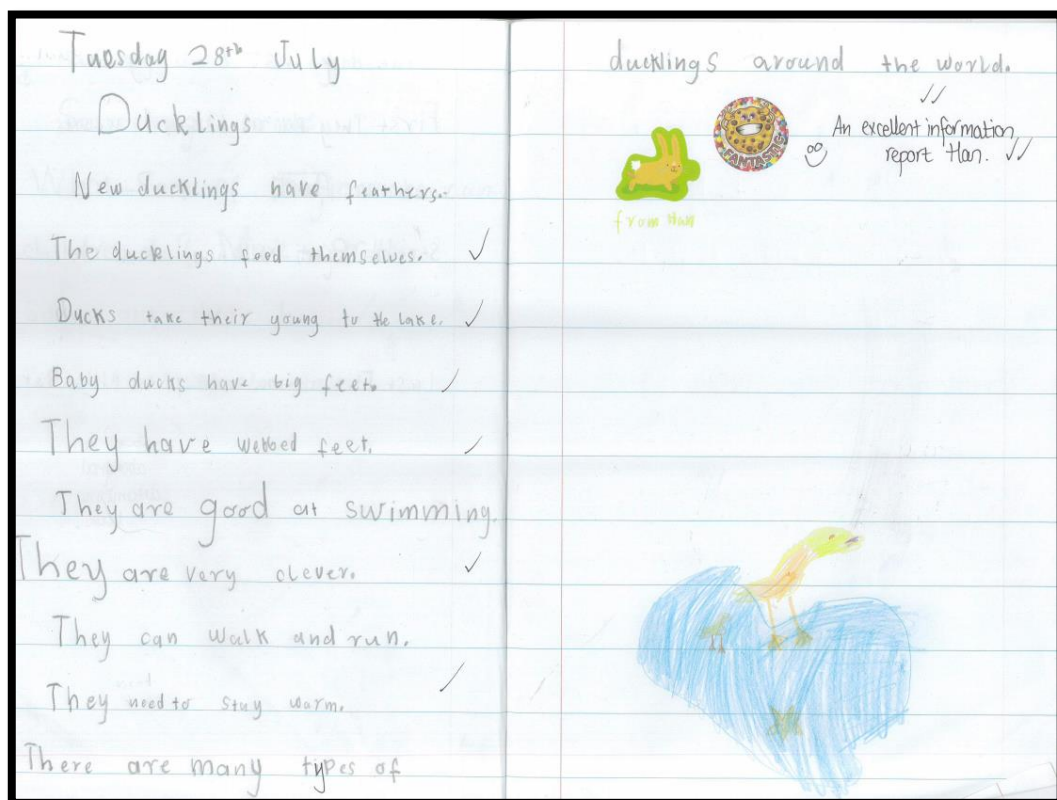 Tuesday 28th July
Ducklings
New ducklings have feathers.
The ducklings feed themselves.
Ducks take their young to the lake.
Baby ducks have big feet.
They have webbed feet.
They are good at swimming.
They are very clever.
They can walk and run.
They need to stay warm.
There are many types of
ducklings around the world.
FANTASTIC
An excellent information
report Han.
from Han